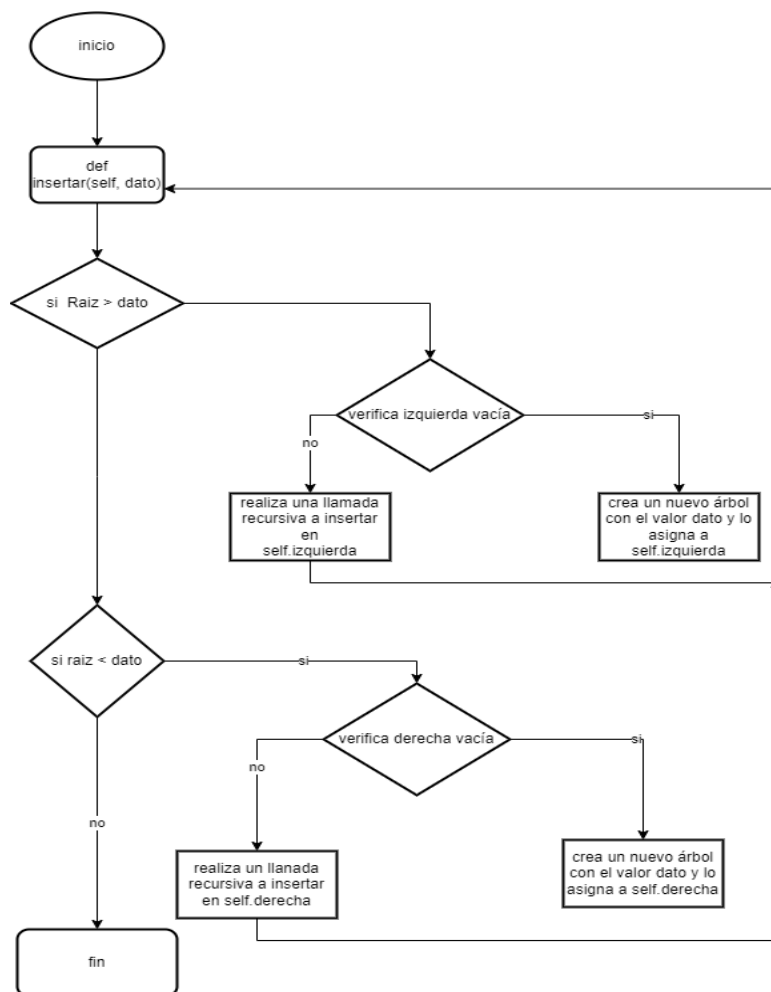 inicio
def
insertar(self, dato)
si Raiz > dato
verifica izquierda vacía
si
no
realiza una llamada
recursiva a insertar
en
self.izquierda
crea un nuevo árbol
con el valor dato y lo
asigna a
self.izquierda
si raiz < dato
si
verifica derecha vacía
si
no
no
realiza un llanada
recursiva a insertar
en self.derecha
crea un nuevo árbol
con el valor dato y lo
asigna a self.derecha
fin